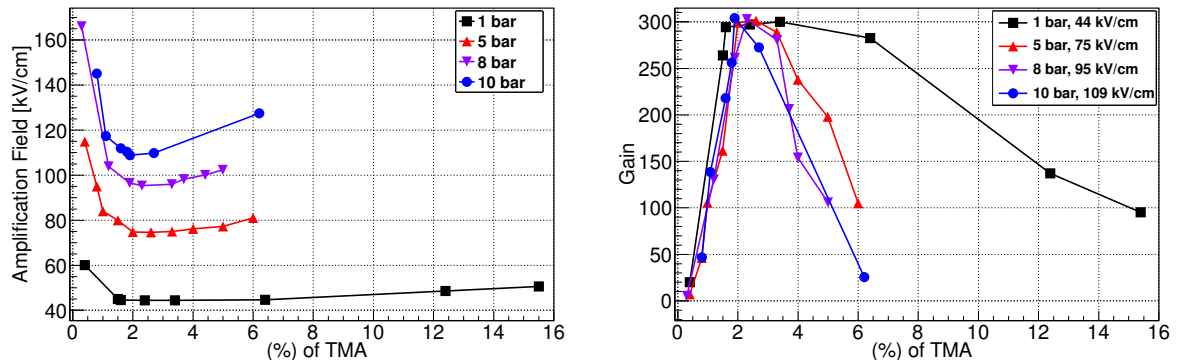 Amplification Field [kV/cm]
160
140
120
100
80
60
40
0 2 4 6 8 10 12 14 16
(%) of TMA
1 bar
5 bar
8 bar
10 bar
Gain
300
250
200
150
100
50
0
0 2 4 6 8 10 12 14 16
(%) of TMA
1 bar, 44 kV/cm
5 bar, 75 kV/cm
8 bar, 95 kV/cm
10 bar, 109 kV/cm